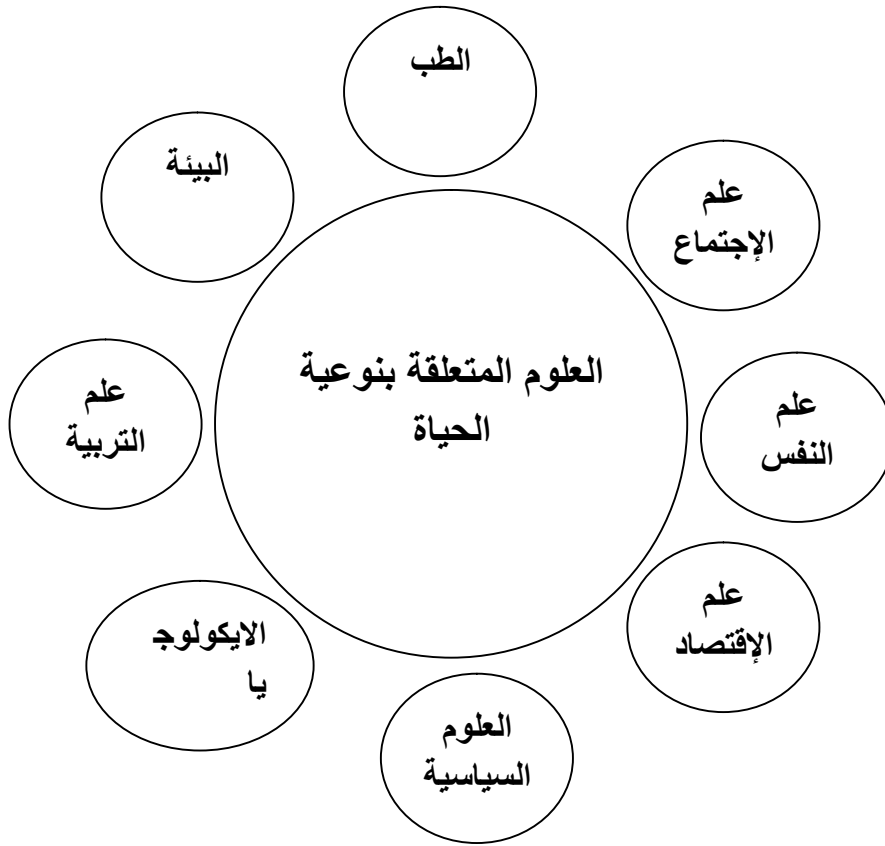 الطب
البيئة
علم
الإجتماع
العلوم المتعلقة بنوعية
الحياة
علم
التربية
علم
النفس
علم
الإقتصاد
الايكولوج
يا
العلوم
السياسية